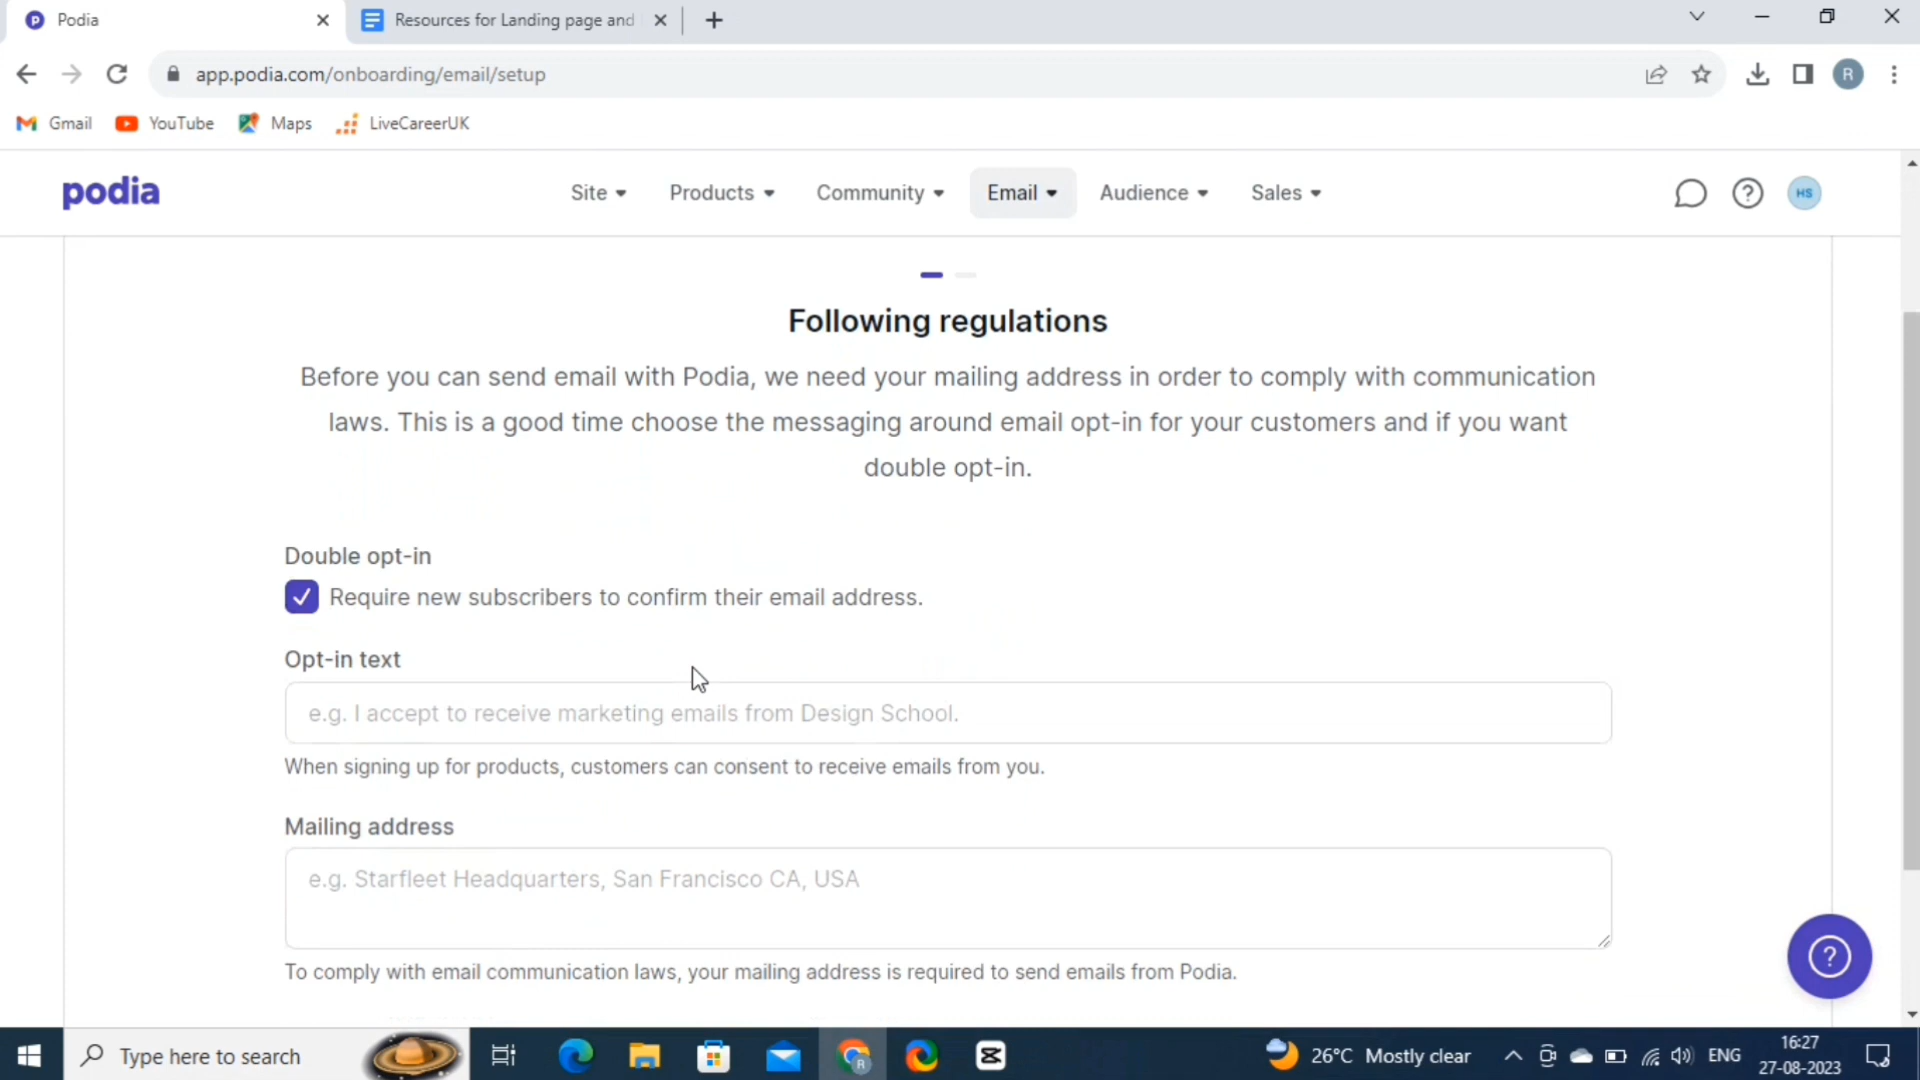 Podia
Resources for Landing page and
app.podia.com/onboarding/email/setup
R
Gmail
YouTube
Maps
LiveCareerUK
podia
Site
Products
Community
Email
Audience
Sales
HS
Following regulations
Before you can send email with Podia, we need your mailing address in order to comply with communication
laws. This is a good time choose the messaging around email opt-in for your customers and if you want
double opt-in.
Double opt-in
Require new subscribers to confirm their email address.
Opt-in text
e.g. I accept to receive marketing emails from Design School.
When signing up for products, customers can consent to receive emails from you.
Mailing address
e.g. Starfleet Headquarters, San Francisco CA, USA
To comply with email communication laws, your mailing address is required to send emails from Podia.
Type here to search
26°C Mostly clear
ENG
16:27
27-08-2023